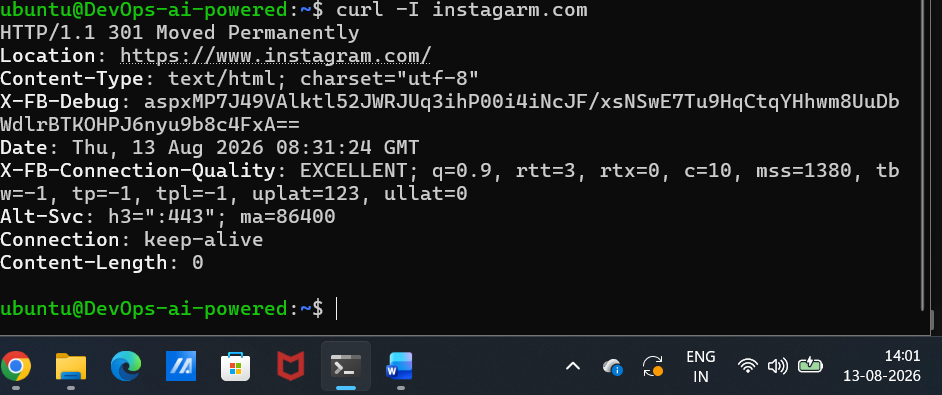 ubuntu@DevOps-ai-powered:~$ curl -I instagarm.com
HTTP/1.1 301 Moved Permanently
Location: https://www.instagram.com/
Content-Type: text/html; charset="utf-8"
X-FB-Debug: aspxMP7J49VAlktl52JWRJUq3ihP00i4iNcJF/xsNSwE7Tu9HqCtqYHhwm8UuDb
WdlrBTKOHPJ6nyu9b8c4FxA==
Date: Thu, 13 Aug 2026 08:31:24 GMT
X-FB-Connection-Quality: EXCELLENT; q=0.9, rtt=3, rtx=0, c=10, mss=1380, tb
w=-1, tp=-1, tpl=-1, uplat=123, ullat=0
Alt-Svc: h3=":443"; ma=86400
Connection: keep-alive
Content-Length: 0
ubuntu@DevOps-ai-powered:~$
ENG
IN
14:01
13-08-2026